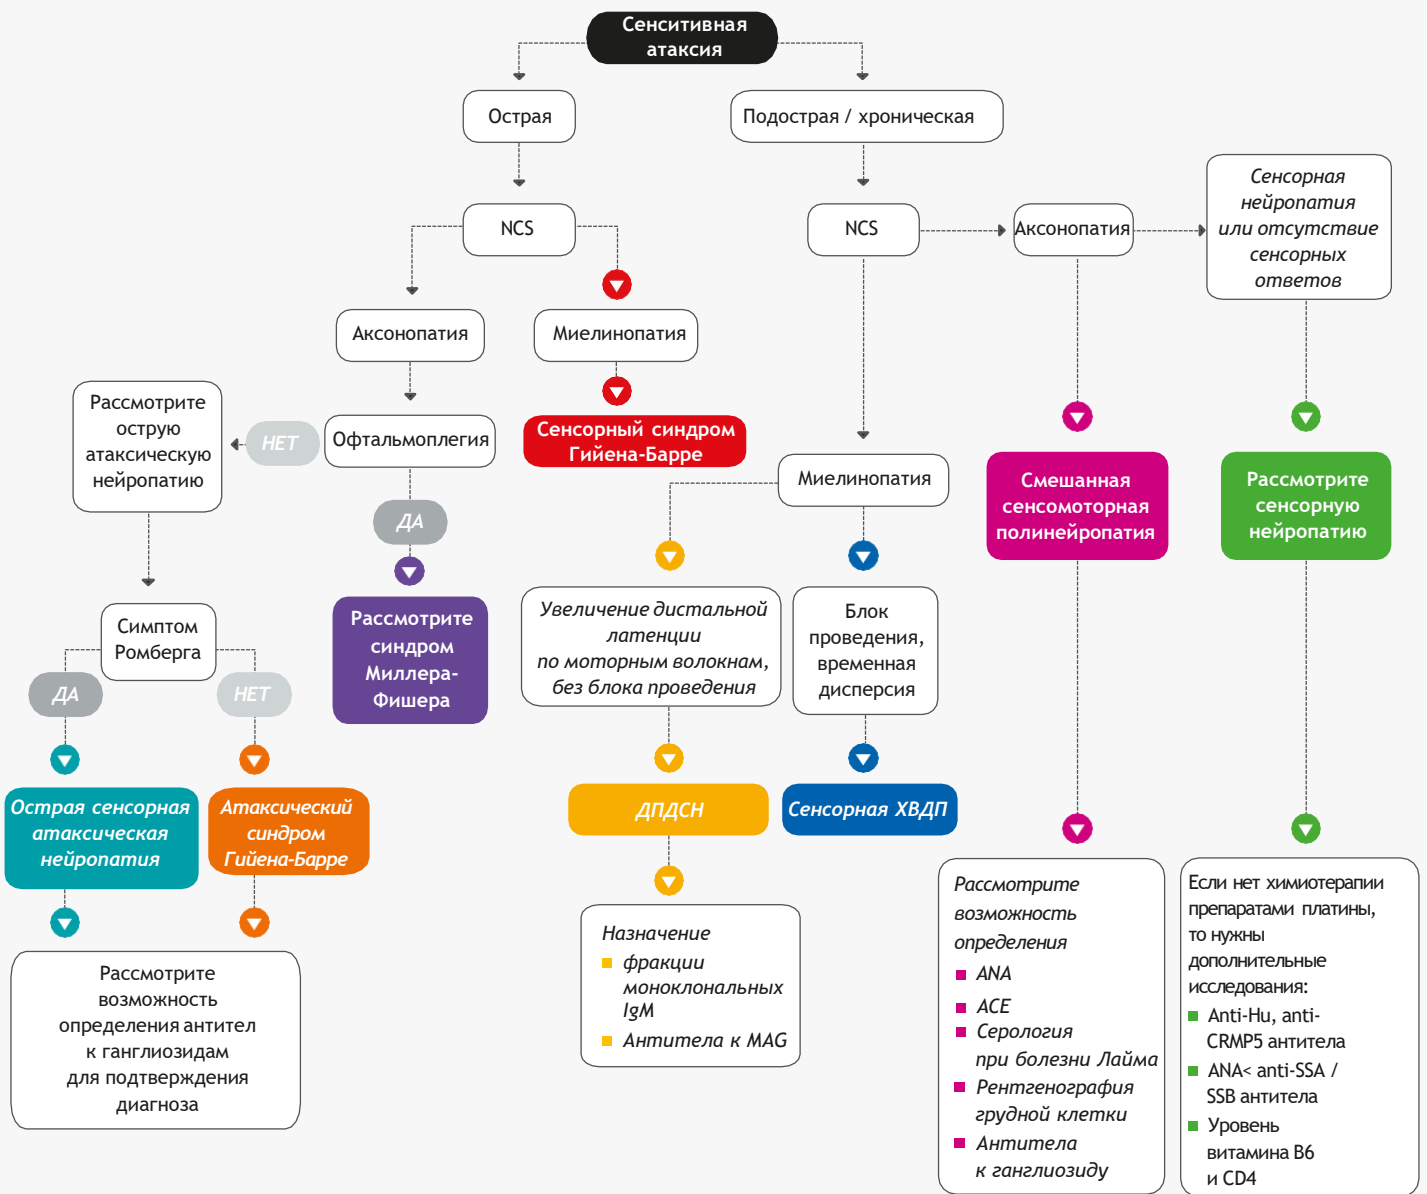 Сенситивная
атаксия
Острая
Подострая / хроническая
NCS
NCS
Аксонопатия
Сенсорная
нейропатия
или отсутствие
сенсорных
ответов
Аксонопатия
Миелинопатия
Рассмотрите
острую
атаксическую
нейропатию
НЕТ
Офтальмоплегия
Сенсорный синдром
Гийена-Барре
Миелинопатия
Смешанная
сенсомоторная
полинейропатия
Рассмотрите
сенсорную
нейропатию
ДА
Рассмотрите
синдром
Миллера-
Фишера
Увеличение дистальной
латенции
по моторным волокнам,
без блока проведения
Блок
проведения,
временная
дисперсия
Симптом
Ромберга
ДА
НЕТ
Острая сенсорная
атаксическая
нейропатия
Атаксический
синдром
Гийена-Барре
ДПДСН
Сенсорная ХВДП
Рассмотрите
возможность
определения антител
к ганглиозидам
для подтверждения
диагноза
Назначение
фракции
моноклональных
IgM
Антитела к MAG
Рассмотрите
возможность
определения
ANA
ACE
Серология
при болезни Лайма
Рентгенография
грудной клетки
Антитела
к ганглиозиду
Если нет химиотерапии
препаратами платины,
то нужны
дополнительные
исследования:
Anti-Hu, anti-
CRMP5 антитела
ANA< anti-SSA /
SSB антитела
Уровень
витамина B6
и CD4